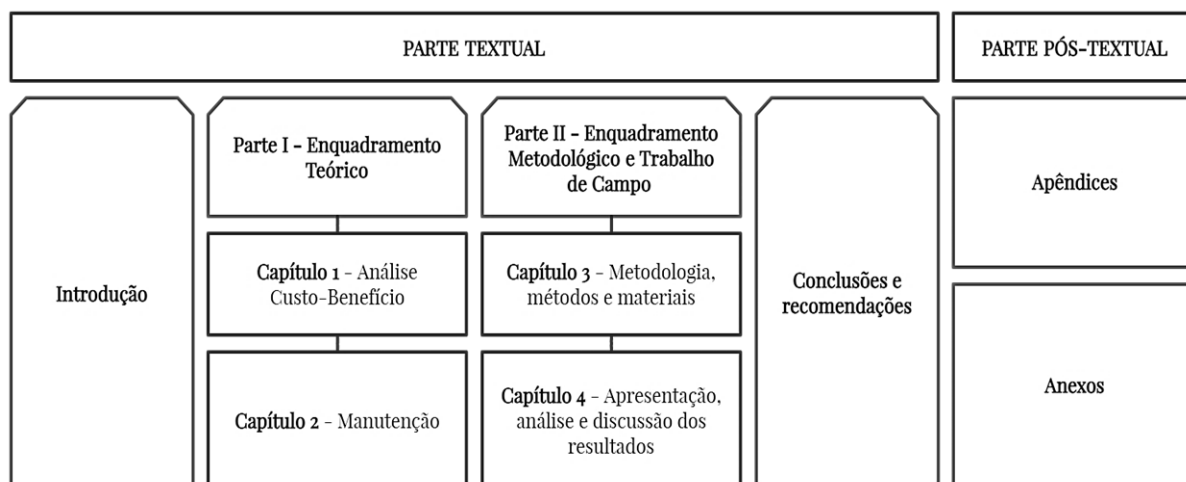 PARTE TEXTUAL
PARTE PÓS-TEXTUAL
Introdução
Parte I - Enquadramento
Teórico
Capítulo 1 - Análise
Custo-Benefício
Capítulo 2 - Manutenção
Parte II - Enquadramento
Metodológico e Trabalho
de Campo
Capítulo 3 - Metodologia,
métodos e materiais
Capítulo 4 - Apresentação,
análise e discussão dos
resultados
Conclusões e
recomendações
Apêndices
Anexos